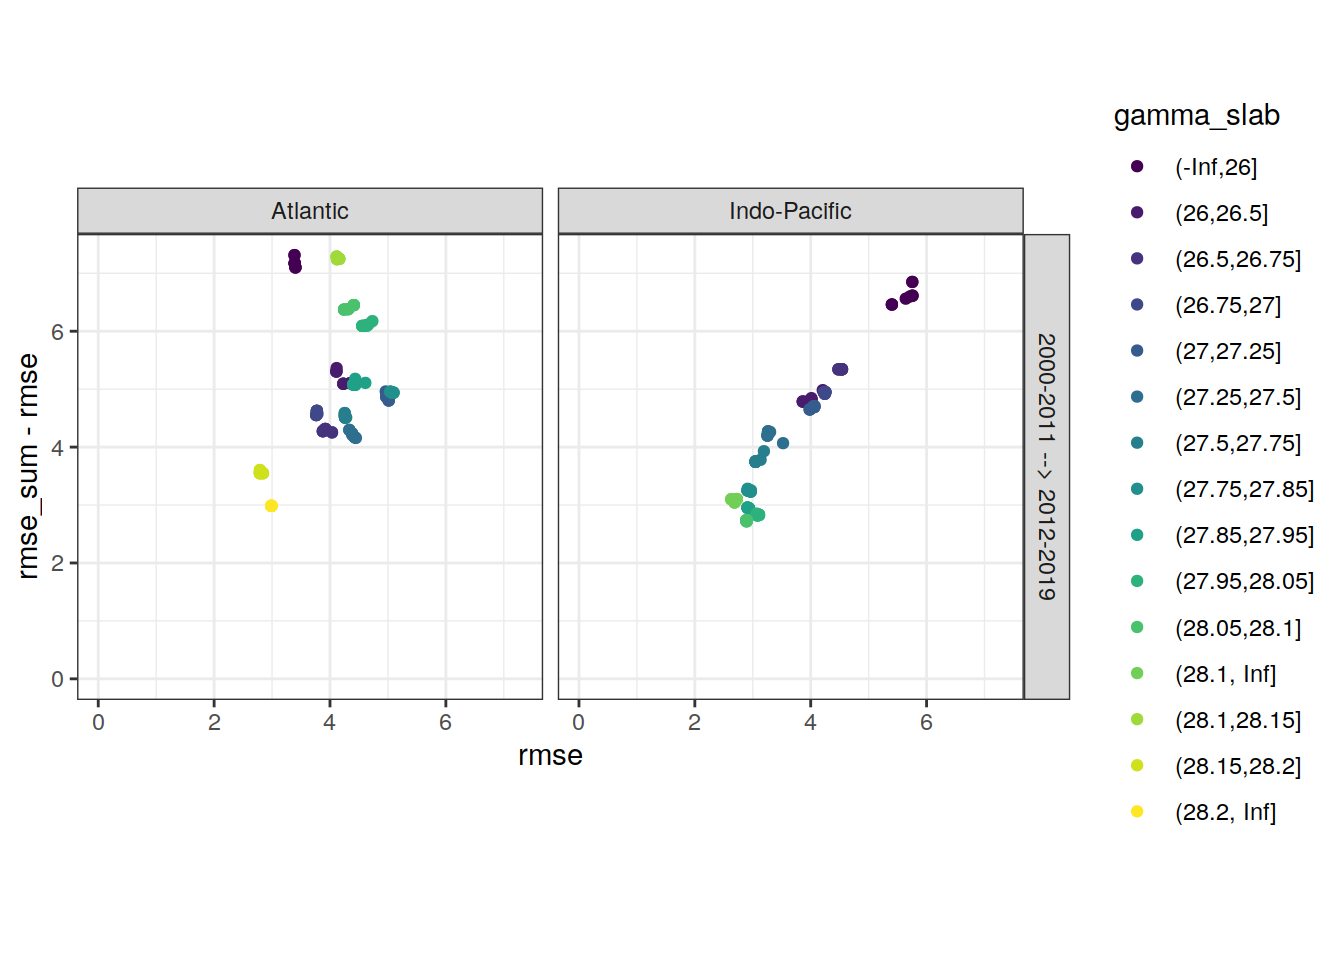 gamma_slab
(-Inf,26]
(26,26.5]
(26.5,26.75]
(26.75,27]
(27,27.25]
(27.25,27.5]
(27.5,27.75]
(27.75,27.85]
(27.85,27.95]
(27.95,28.05]
(28.05,28.1]
(28.1, Inf]
(28.1,28.15]
(28.15,28.2]
(28.2, Inf]
Atlantic
Indo-Pacific
2000-2011 --> 2012-2019
rmse_sum - rmse
6
4
2
0
0 2 4 6
0 2 4 6
rmse